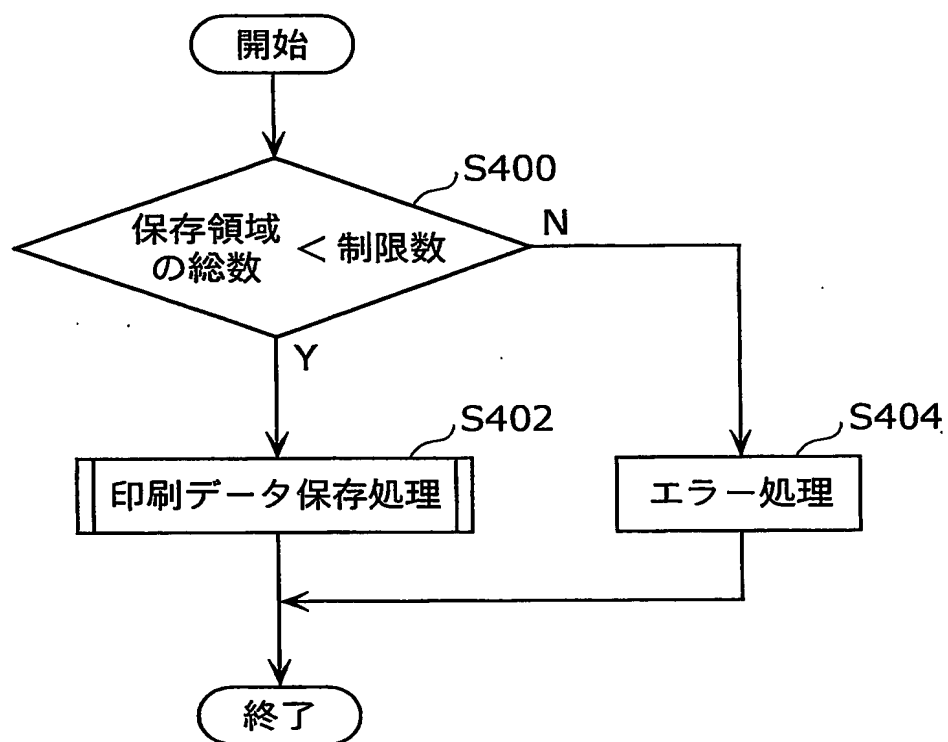 開始
S400
保存領域
の総数
< 制限数
N
Y
S402
印刷データ保存処理
S404
エラー処理
終了